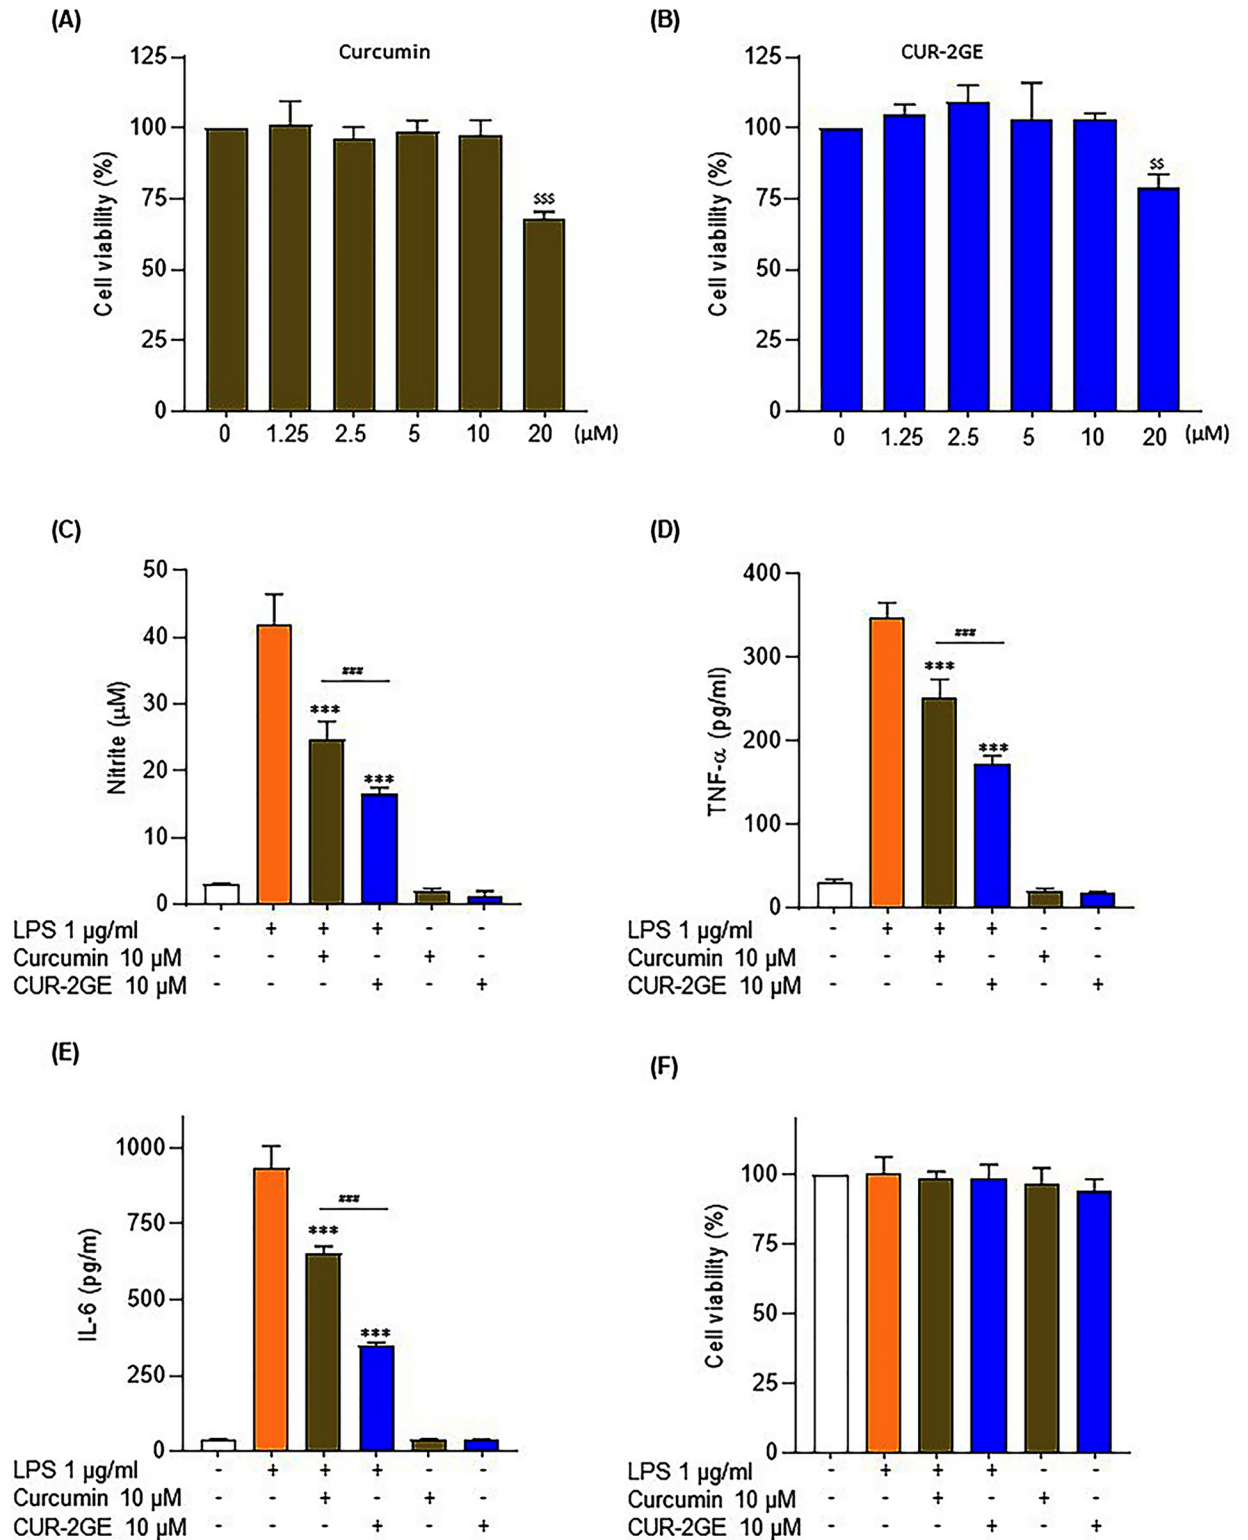 (A)
Curcumin
125
100
75
50
25
0
Cell viability (%)
$$$
0 1.25 2.5 5 10 20 (µM)
(B)
CUR-2GE
125
100
75
50
25
0
Cell viability (%)
$$
0 1.25 2.5 5 10 20 (µM)
(C)
50
40
30
20
10
0
Nitrite (µM)
***
###
***
LPS 1 µg/ml - + + + - -
Curcumin 10 µM - - + - + -
CUR-2GE 10 µM - - - + - +
(D)
400
300
200
100
0
TNF-α (pg/ml)
***
###
***
LPS 1 µg/ml - + + + - -
Curcumin 10 µM - - + - + -
CUR-2GE 10 µM - - - + - +
(E)
1000
750
500
250
0
IL-6 (pg/m)
***
###
***
LPS 1 µg/ml - + + + - -
Curcumin 10 µM - - + - + -
CUR-2GE 10 µM - - - + - +
(F)
100
75
50
25
0
Cell viability (%)
LPS 1 µg/ml - + + + - -
Curcumin 10 µM - - + - + -
CUR-2GE 10 µM - - - + - +